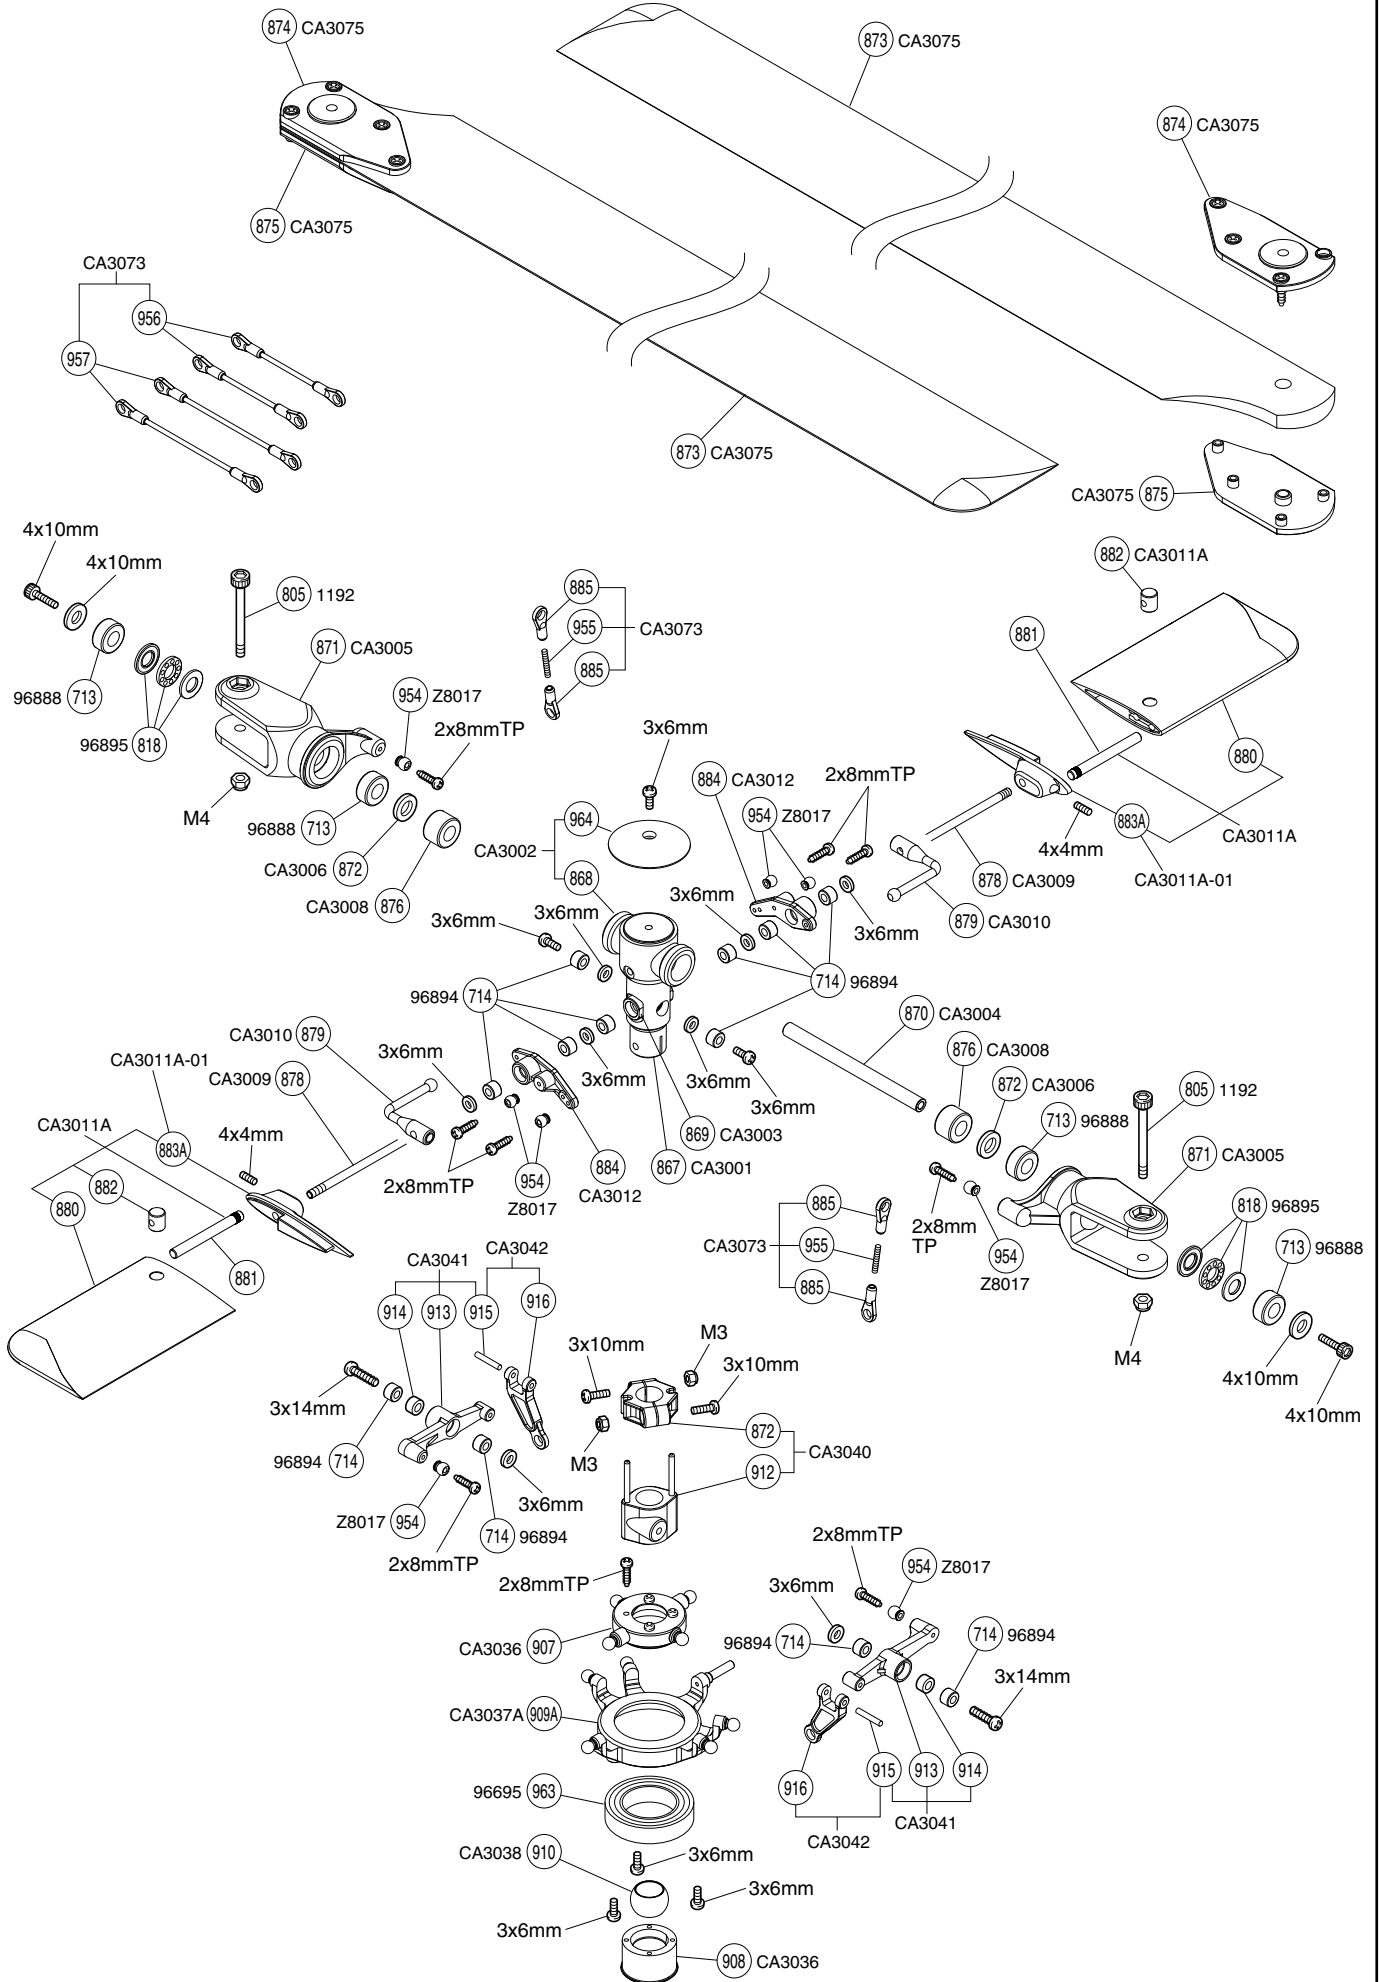 874 CA3075
873 CA3075
874 CA3075
875 CA3075
CA3073
956
957
873 CA3075
CA3075 875
4x10mm
4x10mm
882 CA3011A
805 1192
885
955 CA3073
885
881
871 CA3005
96888 713
954 Z8017
96895 818
2x8mmTP
3x6mm
880
884 CA3012
2x8mmTP
M4
96888 713
964
954 Z8017
883A
CA3011A
CA3002
4x4mm
CA3006 872
868
878 CA3009
CA3011A-01
CA3008 876
3x6mm
3x6mm
3x6mm
879 CA3010
3x6mm
96894 714
714 96894
870 CA3004
CA3010 879
876 CA3008
CA3011A-01
3x6mm
872 CA3006
CA3009 878
3x6mm
3x6mm
805 1192
3x6mm
713 96888
CA3011A
4x4mm
869 CA3003
883A
871 CA3005
882
884
867 CA3001
CA3012
2x8mmTP
954
Z8017
880
818 96895
885
2x8mm
TP
CA3073 955
954
Z8017
713 96888
885
881
CA3041
CA3042
914
913
915
916
M3
3x10mm
3x10mm
M4
4x10mm
3x14mm
4x10mm
872
CA3040
96894 714
M3
912
3x6mm
Z8017 954
714 96894
2x8mmTP
2x8mmTP
2x8mmTP
954 Z8017
3x6mm
CA3036 907
96894 714
714 96894
3x14mm
CA3037A 909A
96695 963
916
915
913
914
CA3041
CA3042
CA3038 910
3x6mm
3x6mm
3x6mm
908 CA3036